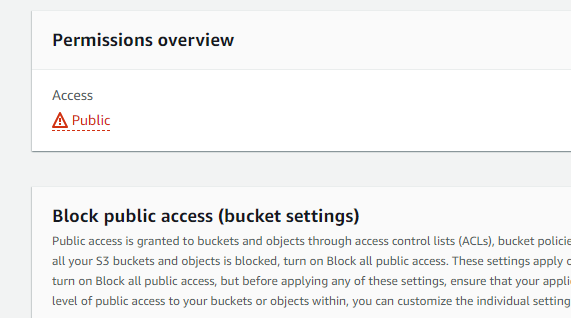 Permissions overview
Access
Public
Block public access (bucket settings)
Public access is granted to buckets and objects through access control lists (ACLs), bucket policie
all your S3 buckets and objects is blocked, turn on Block all public access. These settings apply o
turn on Block all public access, but before applying any of these settings, ensure that your applic
level of public access to your buckets or objects within, you can customize the individual setting